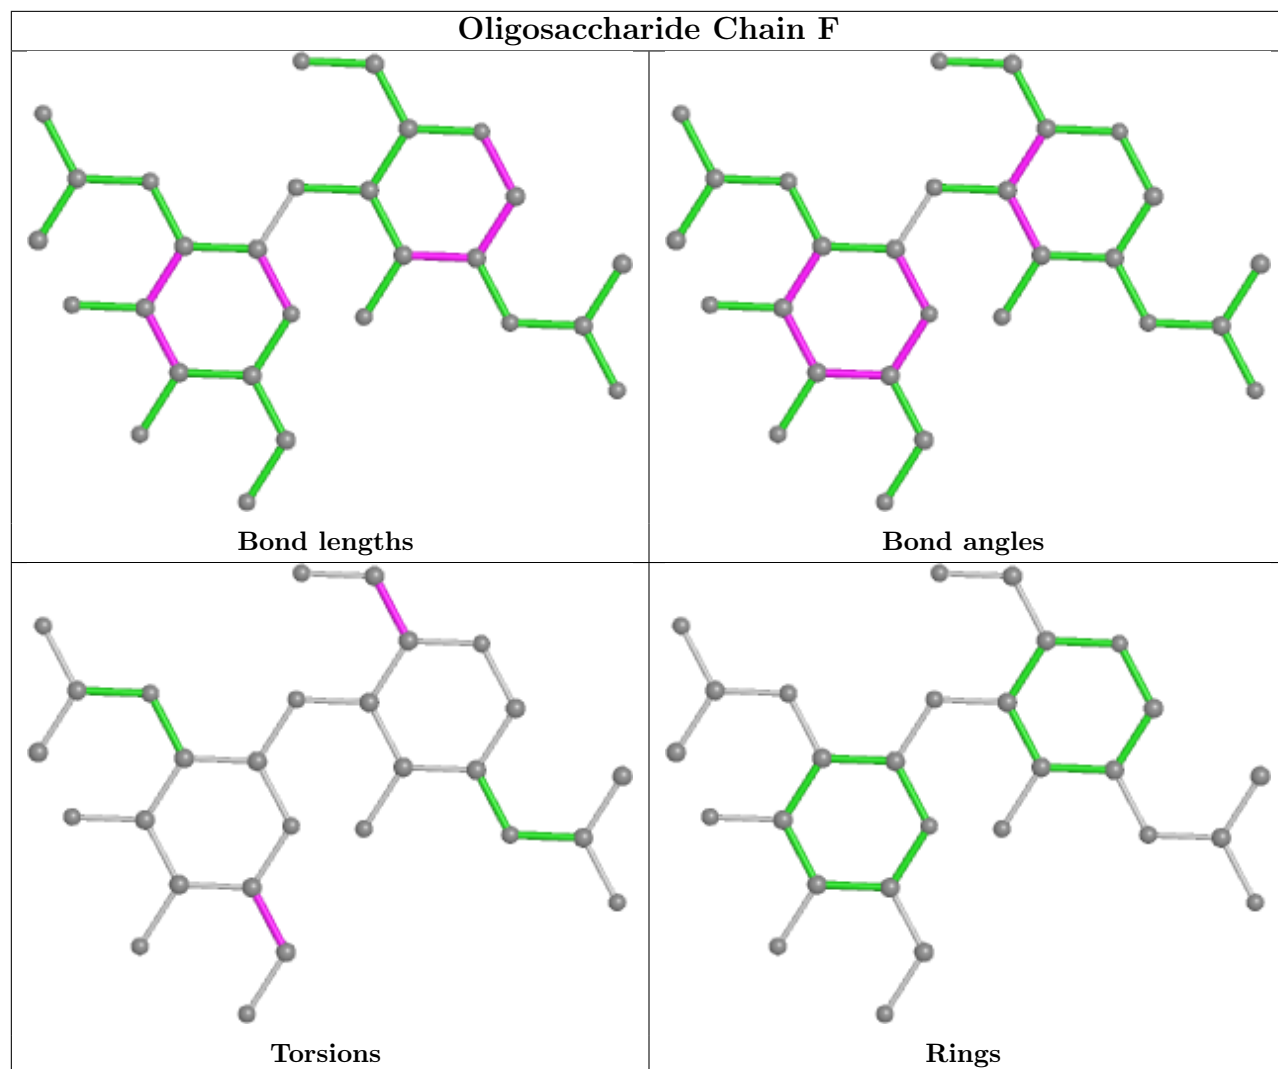 Oligosaccharide Chain F
Bond lengths
Bond angles
Torsions
Rings